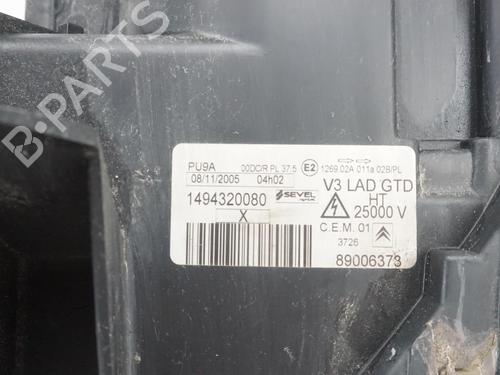 B-PARTS
PU9A 00DC/R PL 37.5 E2 1269 02A 011a 02B/PL
08/11/2005 04h02 V3 LAD GTD
1494320080 SEVEL HT
X 25000 V
C.E.M. 01
3726
89006373